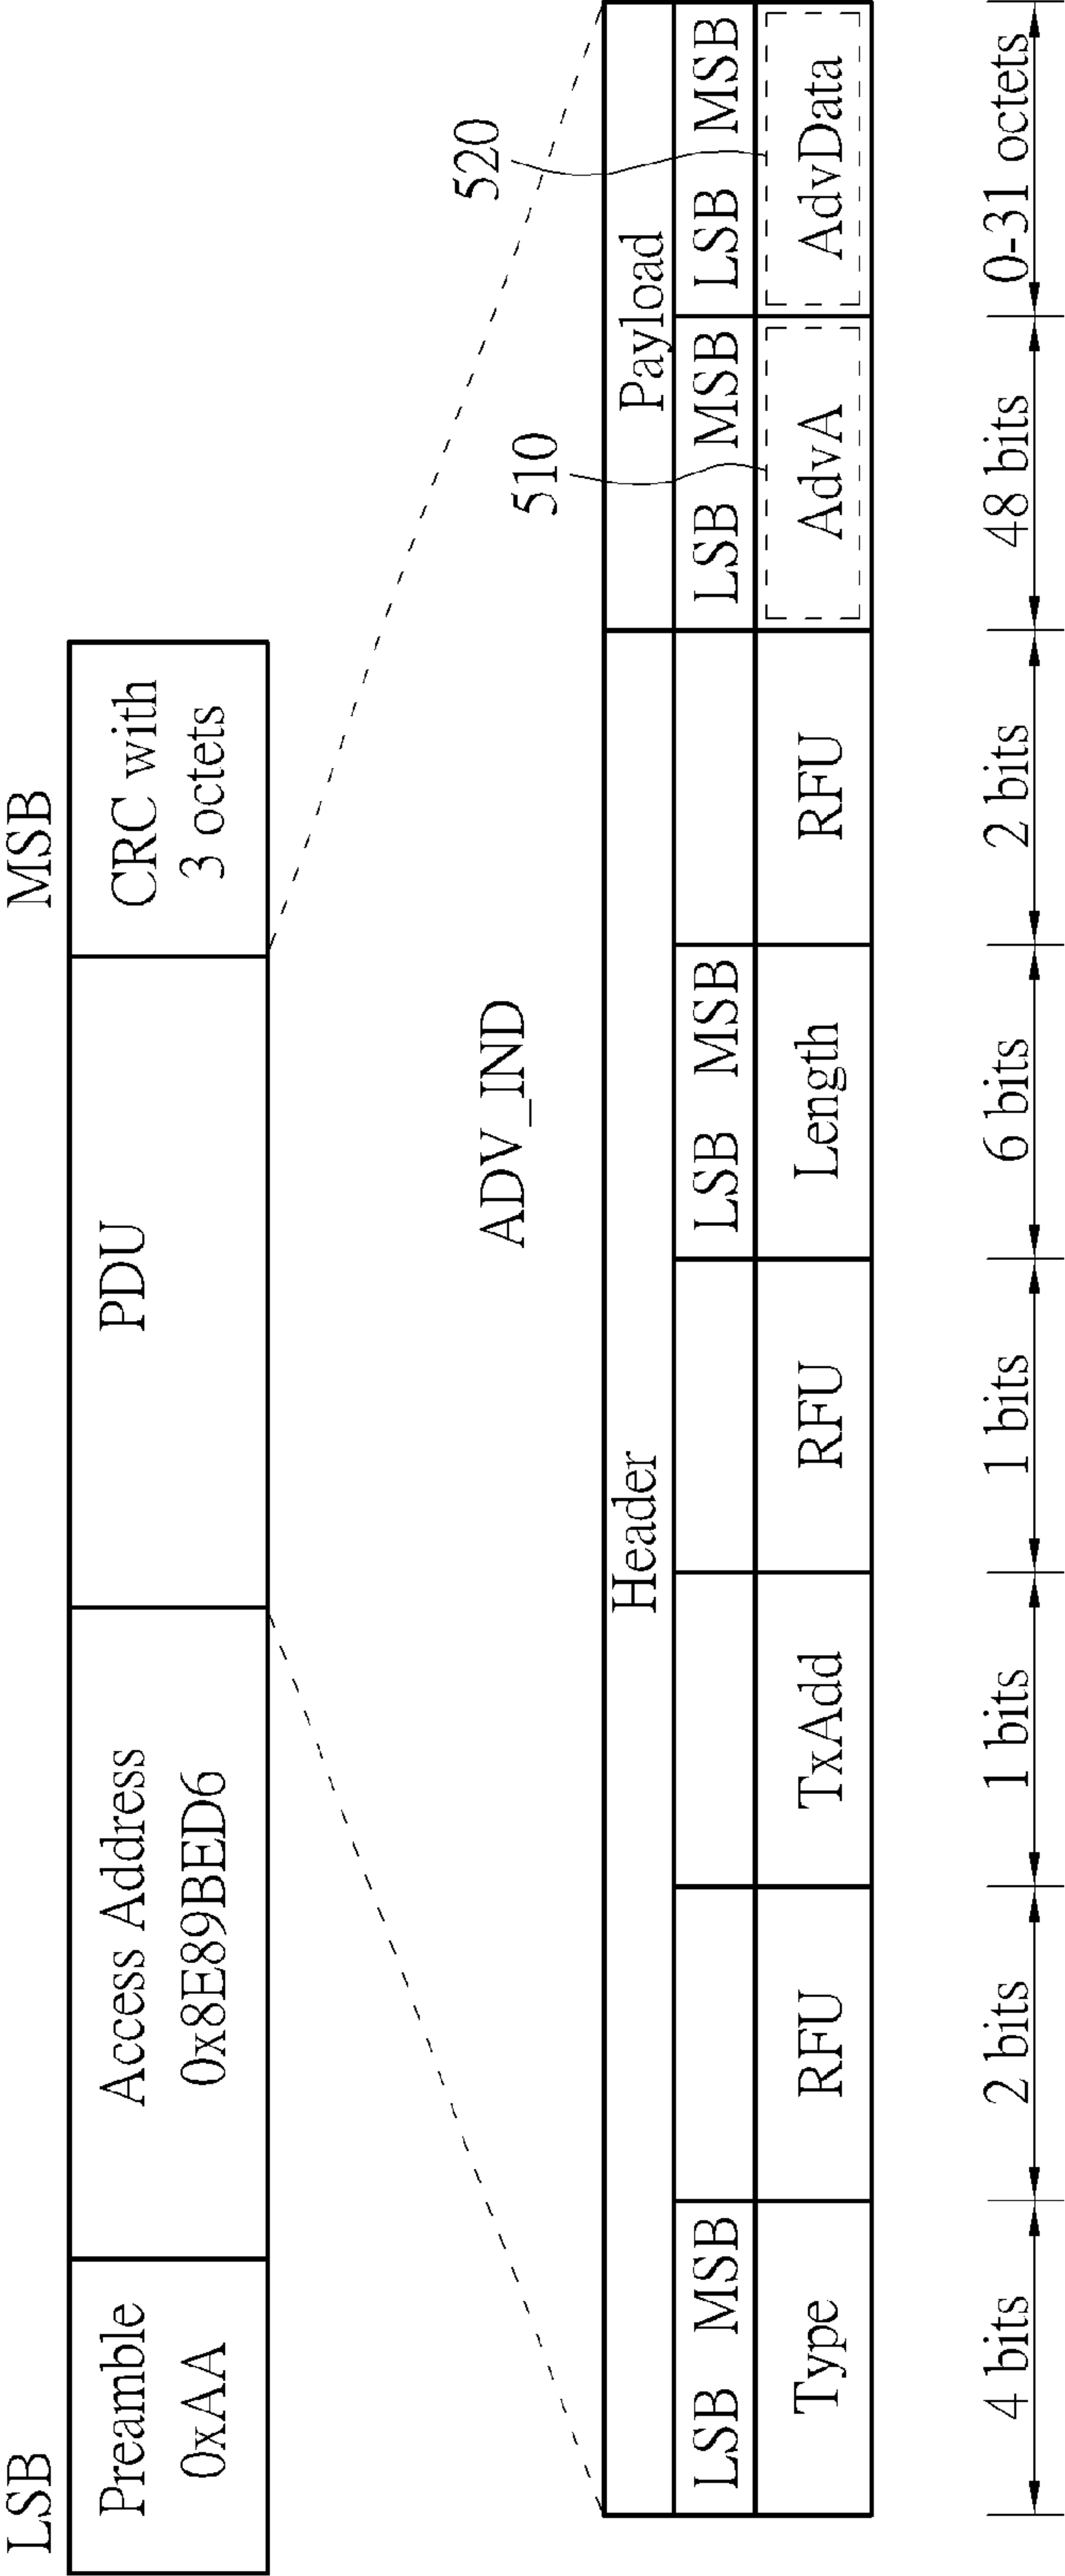 LSB MSB
Preamble
0xAA
Access Address
0x8E89BED6
PDU
CRC with
3 octets
ADV_IND
510
520
Header
Payload
LSB MSB
LSB MSB
LSB MSB
LSB MSB
Type
RFU
TxAdd
RFU
Length
RFU
AdvA
AdvData
4 bits
2 bits
1 bits
1 bits
6 bits
2 bits
48 bits
0-31 octets